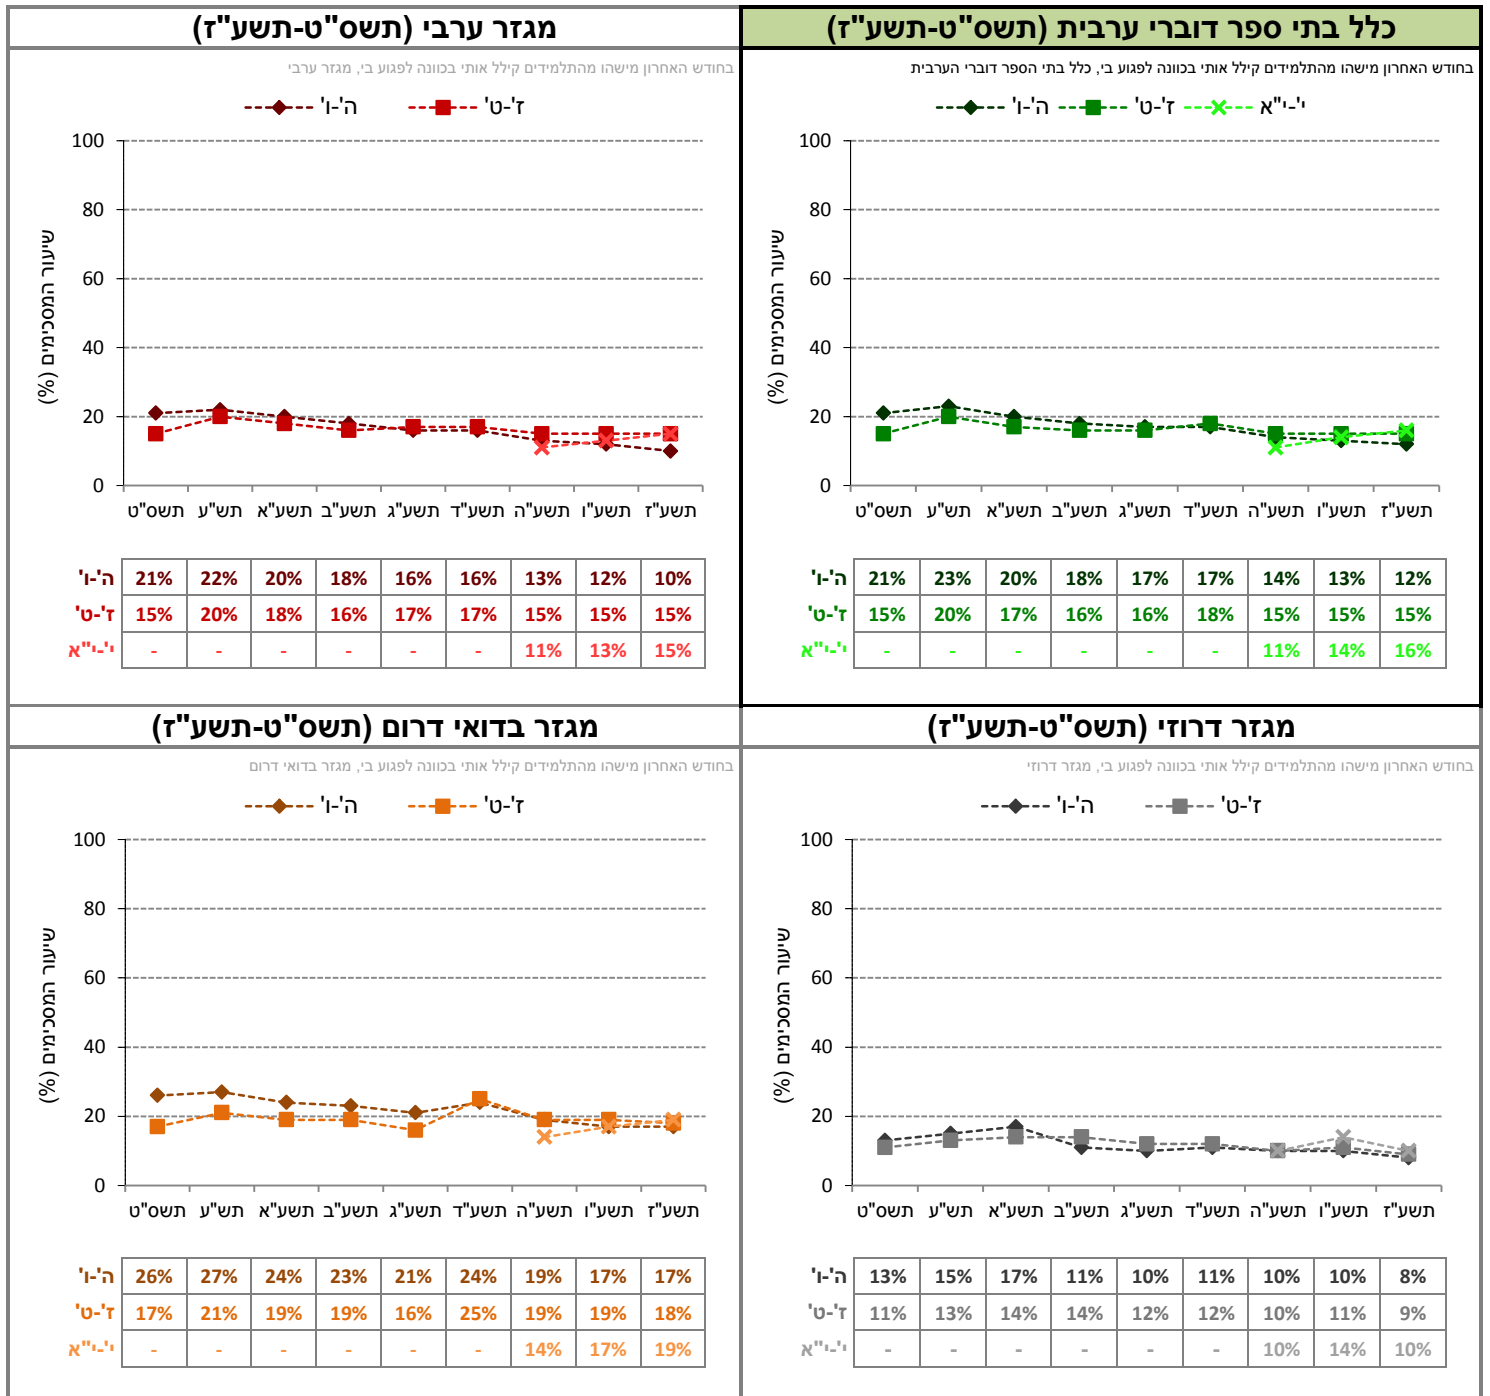 כלל בתי ספר דוברי ערבית (תשס"ט-תשע"ז)
בחודש האחרון מישהו מהתלמידים קילל אותי בכוונה לפגוע בי, כלל בתי הספר דוברי הערבית
ה'-ו' ז'-ט' י'-י"א
שיעור המסכימים (%)
100
80
60
40
20
0
תשס"ט תש"ע תשע"א תשע"ב תשע"ג תשע"ד תשע"ה תשע"ו תשע"ז
ה'-ו' 21% 23% 20% 18% 17% 17% 14% 13% 12%
ז'-ט' 15% 20% 17% 16% 16% 18% 15% 15% 15%
י'-י"א - - - - - - 11% 14% 16%
מגזר ערבי (תשס"ט-תשע"ז)
בחודש האחרון מישהו מהתלמידים קילל אותי בכוונה לפגוע בי, מגזר ערבי
ה'-ו' ז'-ט'
שיעור המסכימים (%)
100
80
60
40
20
0
תשס"ט תש"ע תשע"א תשע"ב תשע"ג תשע"ד תשע"ה תשע"ו תשע"ז
ה'-ו' 21% 22% 20% 18% 16% 16% 13% 12% 10%
ז'-ט' 15% 20% 18% 16% 17% 17% 15% 15% 15%
י'-י"א - - - - - - 11% 13% 15%
מגזר דרוזי (תשס"ט-תשע"ז)
בחודש האחרון מישהו מהתלמידים קילל אותי בכוונה לפגוע בי, מגזר דרוזי
ה'-ו' ז'-ט'
שיעור המסכימים (%)
100
80
60
40
20
0
תשס"ט תש"ע תשע"א תשע"ב תשע"ג תשע"ד תשע"ה תשע"ו תשע"ז
ה'-ו' 13% 15% 17% 11% 10% 11% 10% 10% 8%
ז'-ט' 11% 13% 14% 14% 12% 12% 10% 11% 9%
י'-י"א - - - - - - 10% 14% 10%
מגזר בדואי דרום (תשס"ט-תשע"ז)
בחודש האחרון מישהו מהתלמידים קילל אותי בכוונה לפגוע בי, מגזר בדואי דרום
ה'-ו' ז'-ט'
שיעור המסכימים (%)
100
80
60
40
20
0
תשס"ט תש"ע תשע"א תשע"ב תשע"ג תשע"ד תשע"ה תשע"ו תשע"ז
ה'-ו' 26% 27% 24% 23% 21% 24% 19% 17% 17%
ז'-ט' 17% 21% 19% 19% 16% 25% 19% 19% 18%
י'-י"א - - - - - - 14% 17% 19%